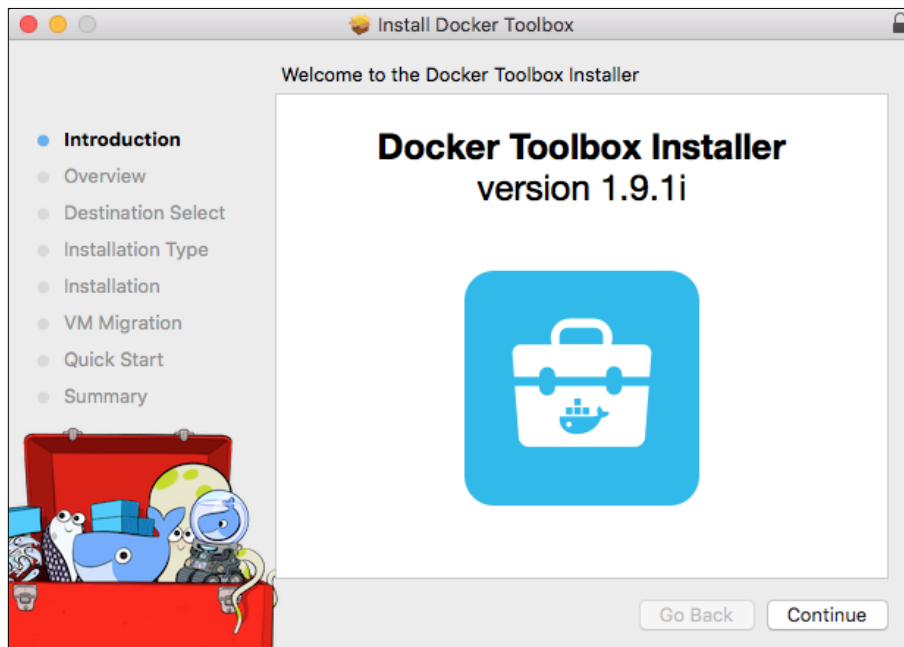 Install Docker Toolbox
Welcome to the Docker Toolbox Installer
Introduction
Overview
Destination Select
Installation Type
Installation
VM Migration
Quick Start
Summary
Docker Toolbox Installer
version 1.9.1i
Go Back
Continue